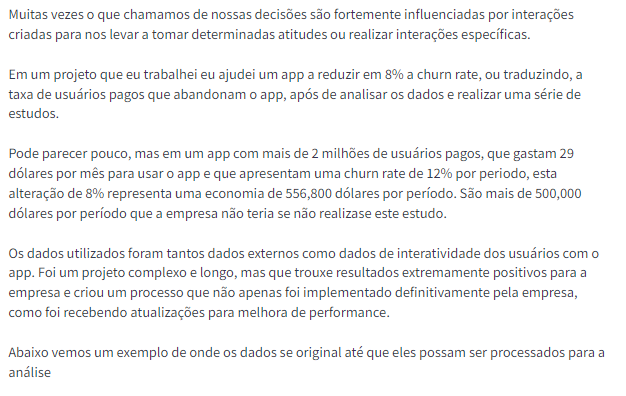 Muitas vezes o que chamamos de nossas decisões são fortemente influenciadas por interações
criadas para nos levar a tomar determinadas atitudes ou realizar interações específicas.
Em um projeto que eu trabalhei eu ajudei um app a reduzir em 8% a churn rate, ou traduzindo, a
taxa de usuários pagos que abandonam o app, após de analisar os dados e realizar uma série de
estudos.
Pode parecer pouco, mas em um app com mais de 2 milhões de usuários pagos, que gastam 29
dólares por mês para usar o app e que apresentam uma churn rate de 12% por periodo, esta
alteração de 8% representa uma economia de 556,800 dólares por período. São mais de 500,000
dólares por período que a empresa não teria se não realizase este estudo.
Os dados utilizados foram tantos dados externos como dados de interatividade dos usuários com o
app. Foi um projeto complexo e longo, mas que trouxe resultados extremamente positivos para a
empresa e criou um processo que não apenas foi implementado definitivamente pela empresa,
como foi recebendo atualizações para melhora de performance.
Abaixo vemos um exemplo de onde os dados se original até que eles possam ser processados para a
análise